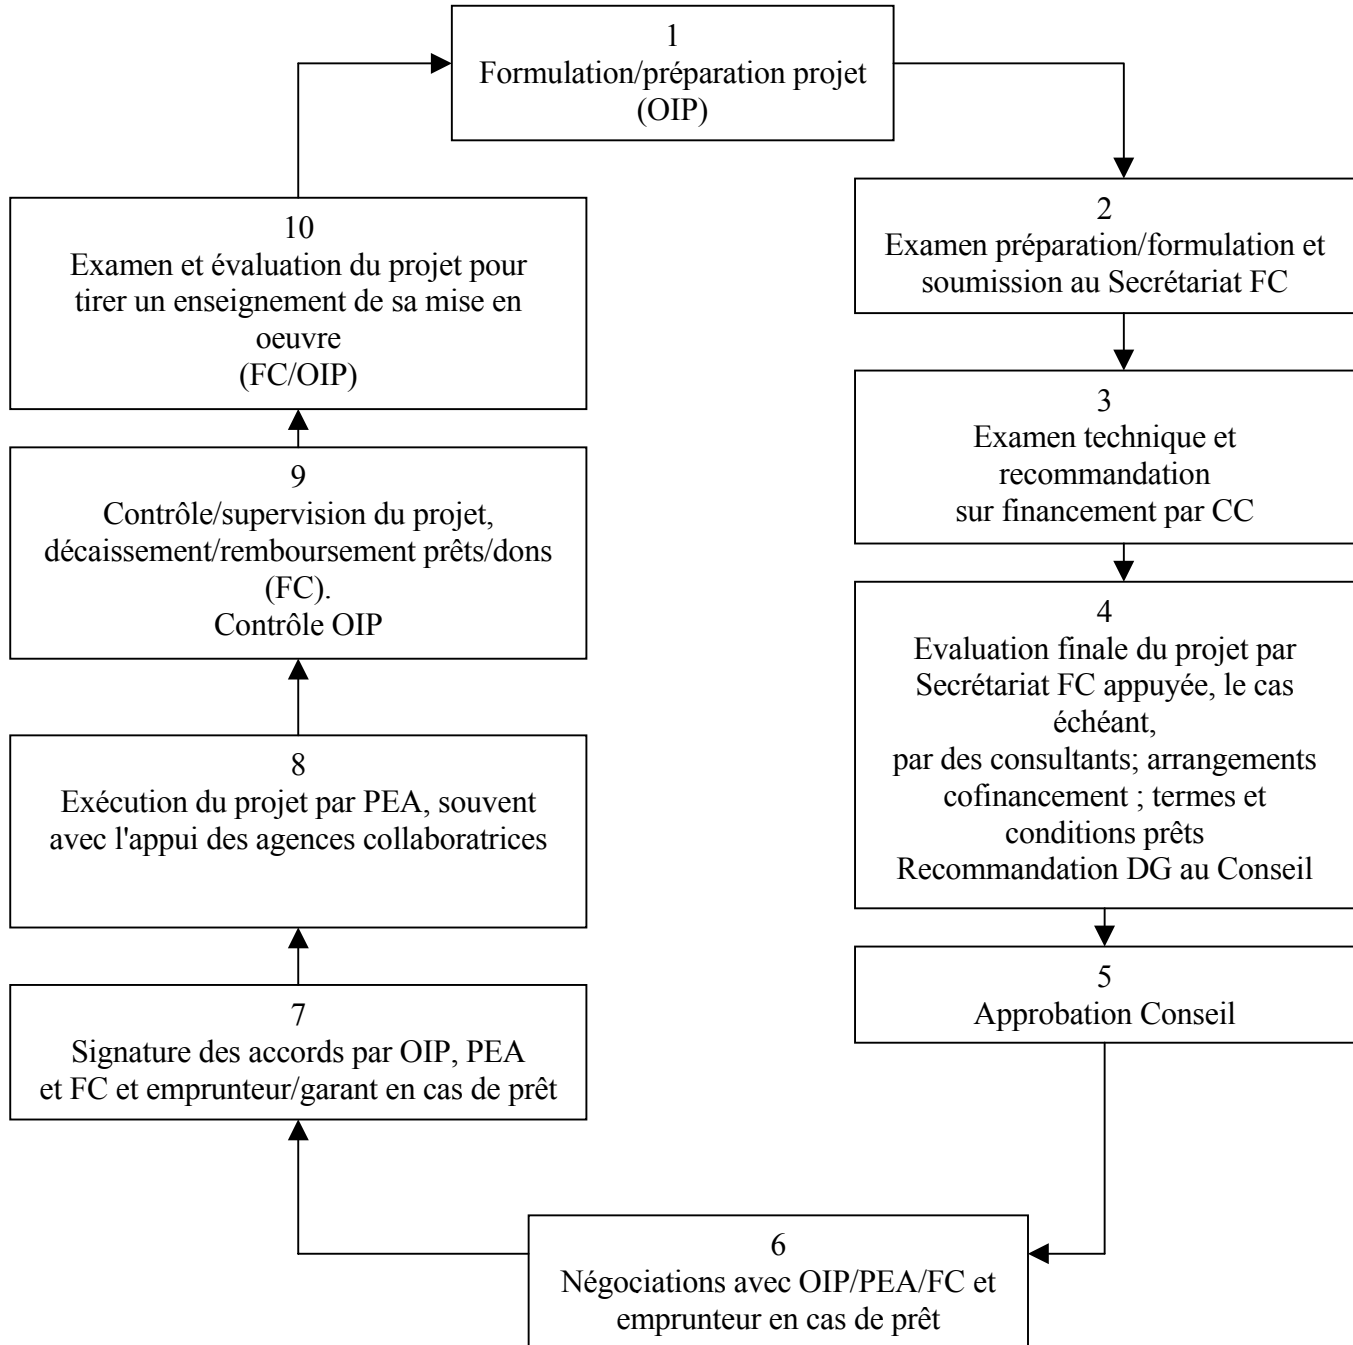 1
Formulation/préparation projet
(OIP)
2
Examen préparation/formulation et
soumission au Secrétariat FC
3
Examen technique et
recommandation
sur financement par CC
4
Evaluation finale du projet par
Secrétariat FC appuyée, le cas
échéant,
par des consultants; arrangements
cofinancement ; termes et
conditions prêts
Recommandation DG au Conseil
5
Approbation Conseil
6
Négociations avec OIP/PEA/FC et
emprunteur en cas de prêt
7
Signature des accords par OIP, PEA
et FC et emprunteur/garant en cas de prêt
8
Exécution du projet par PEA, souvent
avec l'appui des agences collaboratrices
9
Contrôle/supervision du projet,
décaissement/remboursement prêts/dons
(FC).
Contrôle OIP
10
Examen et évaluation du projet pour
tirer un enseignement de sa mise en
oeuvre
(FC/OIP)